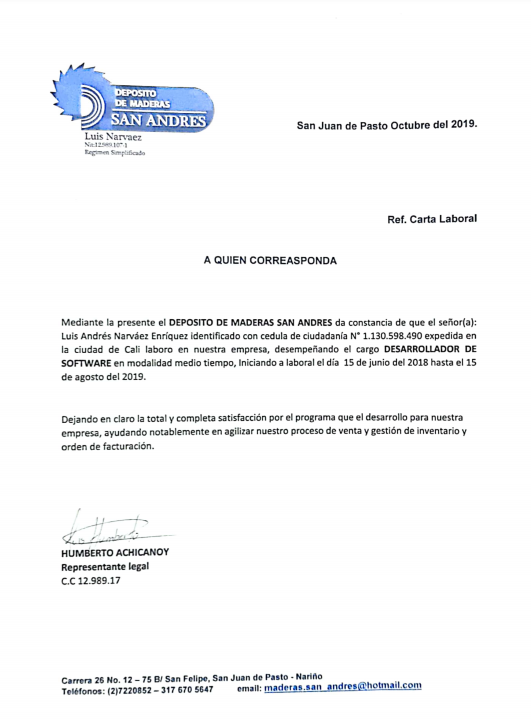 DEPOSITO
DE MADERAS
SAN ANDRES
Luis Narvaez
Nit:12.989.107-1
Regimen Simplificado
San Juan de Pasto Octubre del 2019.
Ref. Carta Laboral
A QUIEN CORREASPONDA
Mediante la presente el DEPOSITO DE MADERAS SAN ANDRES da constancia de que el señor(a):
Luis Andrés Narváez Enríquez identificado con cedula de ciudadanía N° 1.130.598.490 expedida en
la ciudad de Cali laboro en nuestra empresa, desempeñando el cargo DESARROLLADOR DE
SOFTWARE en modalidad medio tiempo, Iniciando a laboral el día 15 de junio del 2018 hasta el 15
de agosto del 2019.
Dejando en claro la total y completa satisfacción por el programa que el desarrollo para nuestra
empresa, ayudando notablemente en agilizar nuestro proceso de venta y gestión de inventario y
orden de facturación.
HUMBERTO ACHICANOY
Representante legal
C.C 12.989.17
Carrera 26 No. 12 – 75 B/ San Felipe, San Juan de Pasto - Nariño
Teléfonos: (2)7220852 – 317 670 5647 email: maderas.san_andres@hotmail.com